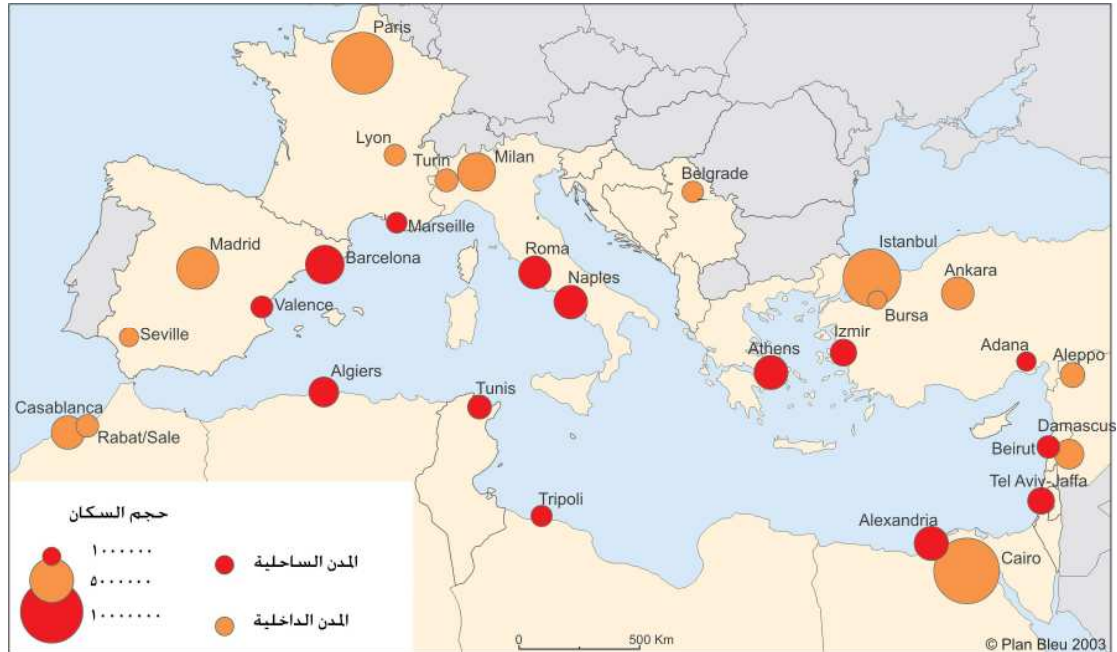 Paris
Lyon
Turin
Milan
Belgrade
Marseille
Madrid
Barcelona
Roma
Istanbul
Naples
Ankara
Valence
Bursa
Seville
Izmir
Athens
Adana
Aleppo
Algiers
Tunis
Casablanca
Rabat/Sale
Damascus
Beirut
Tel Aviv-Jaffa
Tripoli
Alexandria
Cairo
حجم السكان
١٠٠٠٠٠٠
المدن الساحلية
٥٠٠٠٠٠٠
١٠٠٠٠٠٠٠
المدن الداخلية
0 500 Km
© Plan Bleu 2003